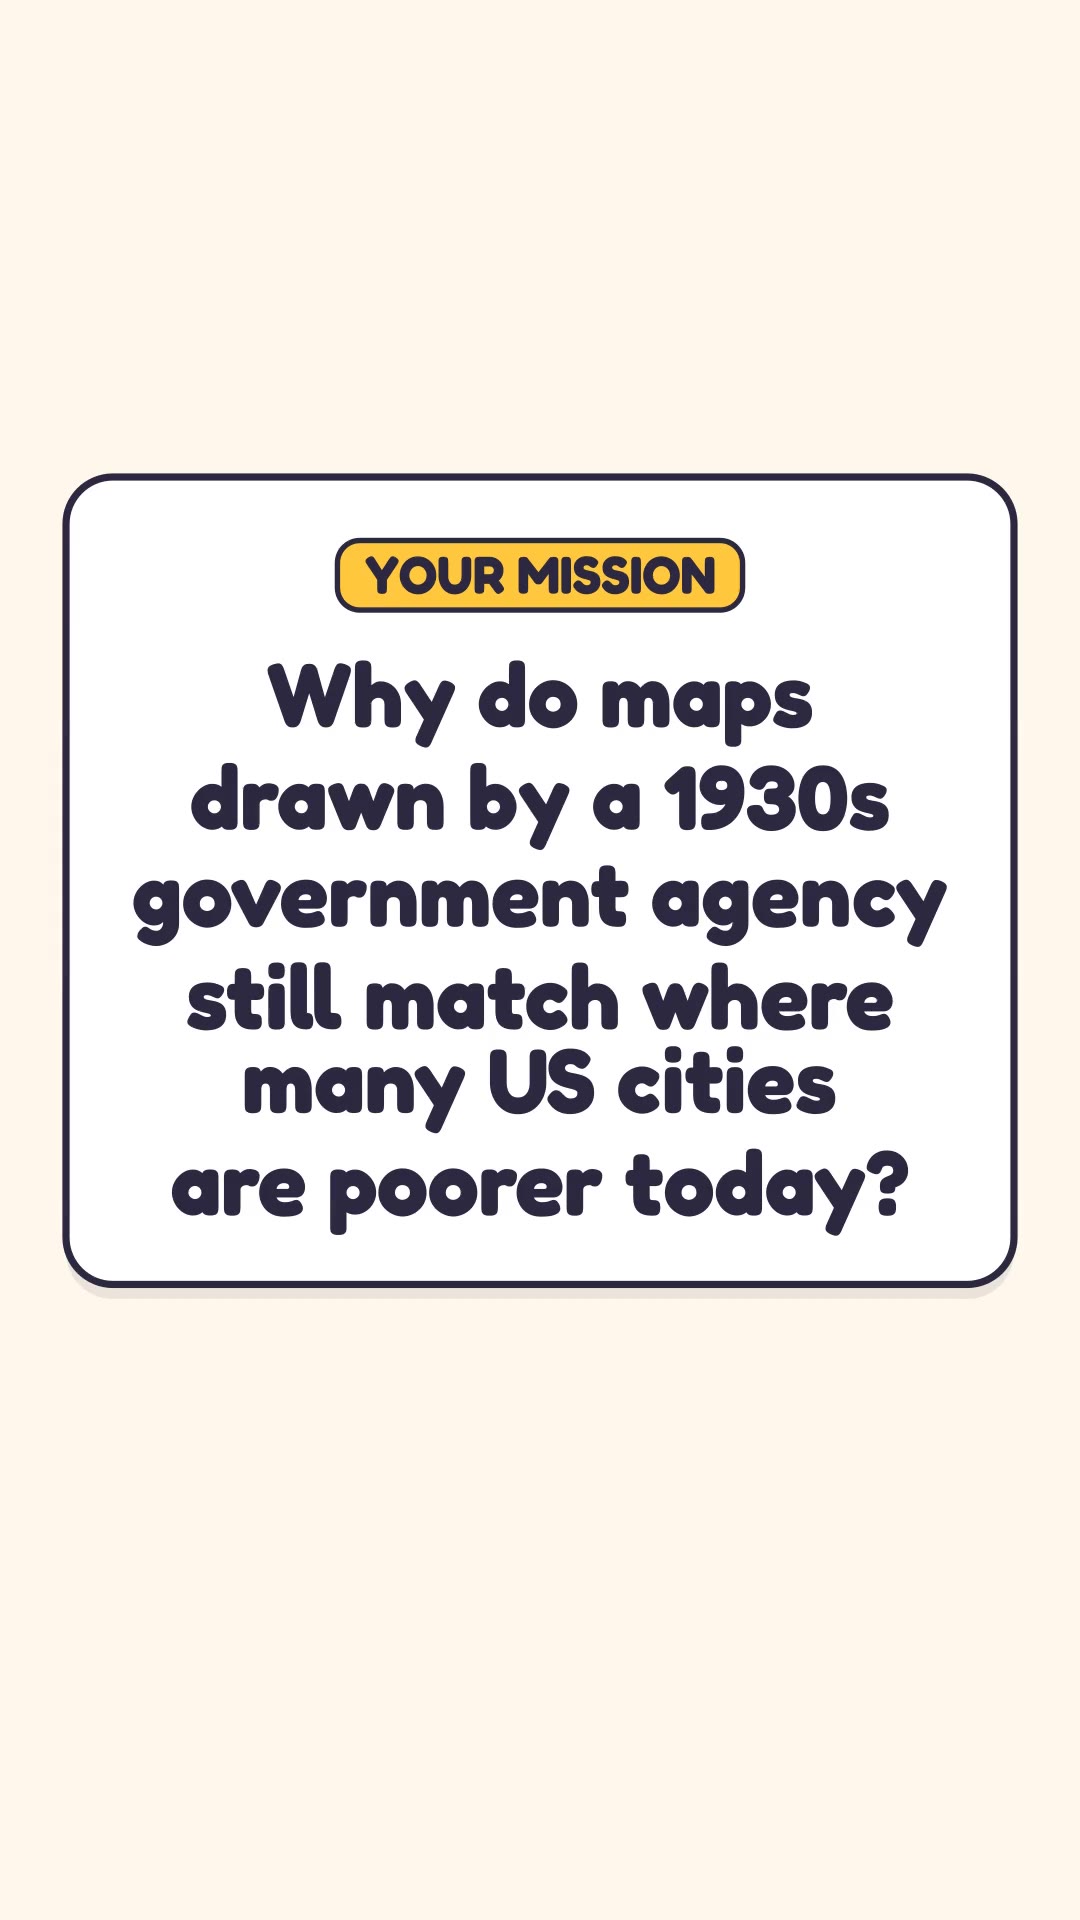 YOUR MISSION
Why do maps
drawn by a 1930s
government agency
still match where
many US cities
are poorer today?